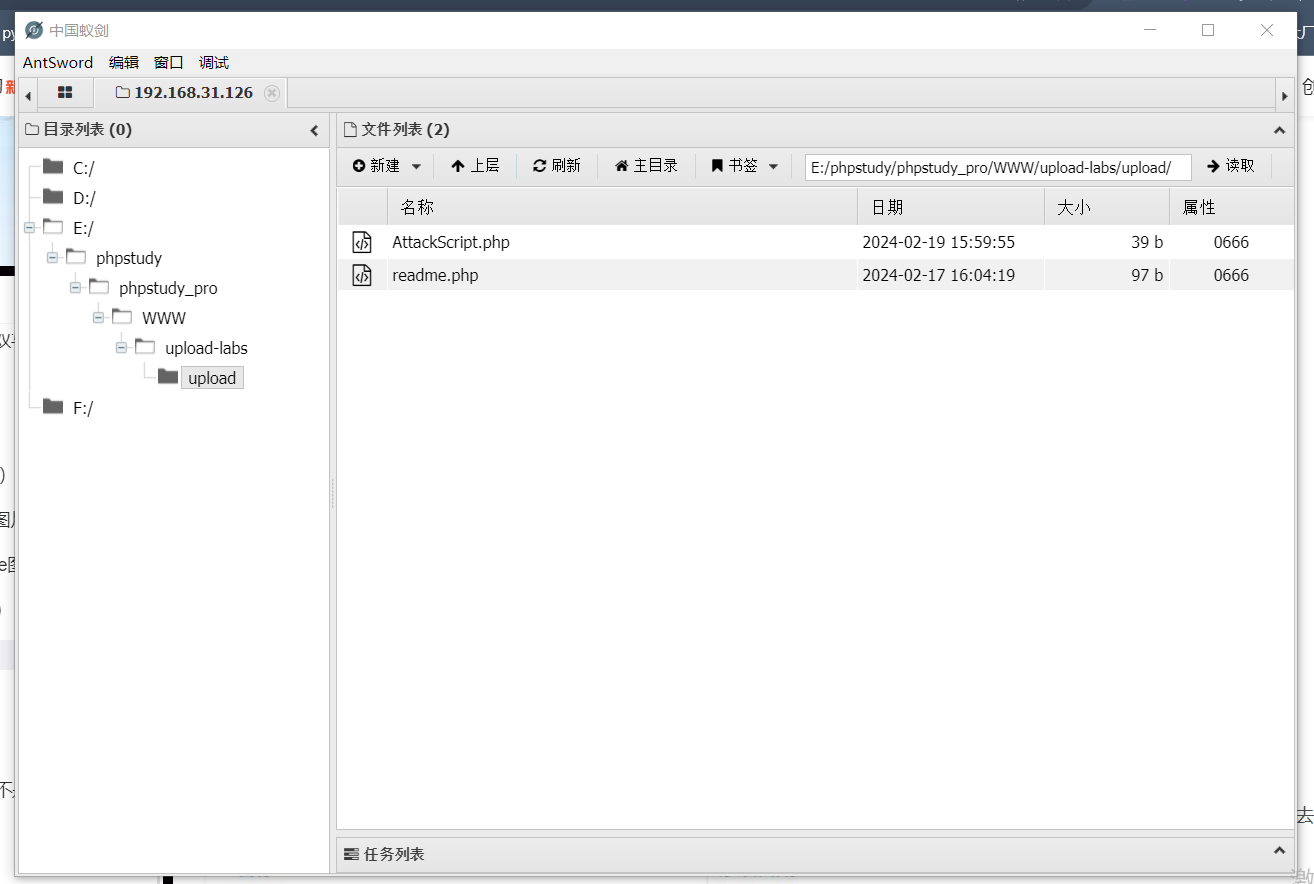 中国蚁剑
AntSword 编辑 窗口 调试
192.168.31.126
目录列表 (0)
文件列表 (2)
新建 上层 刷新 主目录 书签 E:/phpstudy/phpstudy_pro/WWW/upload-labs/upload/ 读取
名称 日期 大小 属性
AttackScript.php 2024-02-19 15:59:55 39 b 0666
readme.php 2024-02-17 16:04:19 97 b 0666
C:/
D:/
E:/
phpstudy
phpstudy_pro
WWW
upload-labs
upload
F:/
任务列表
py
新
创
去